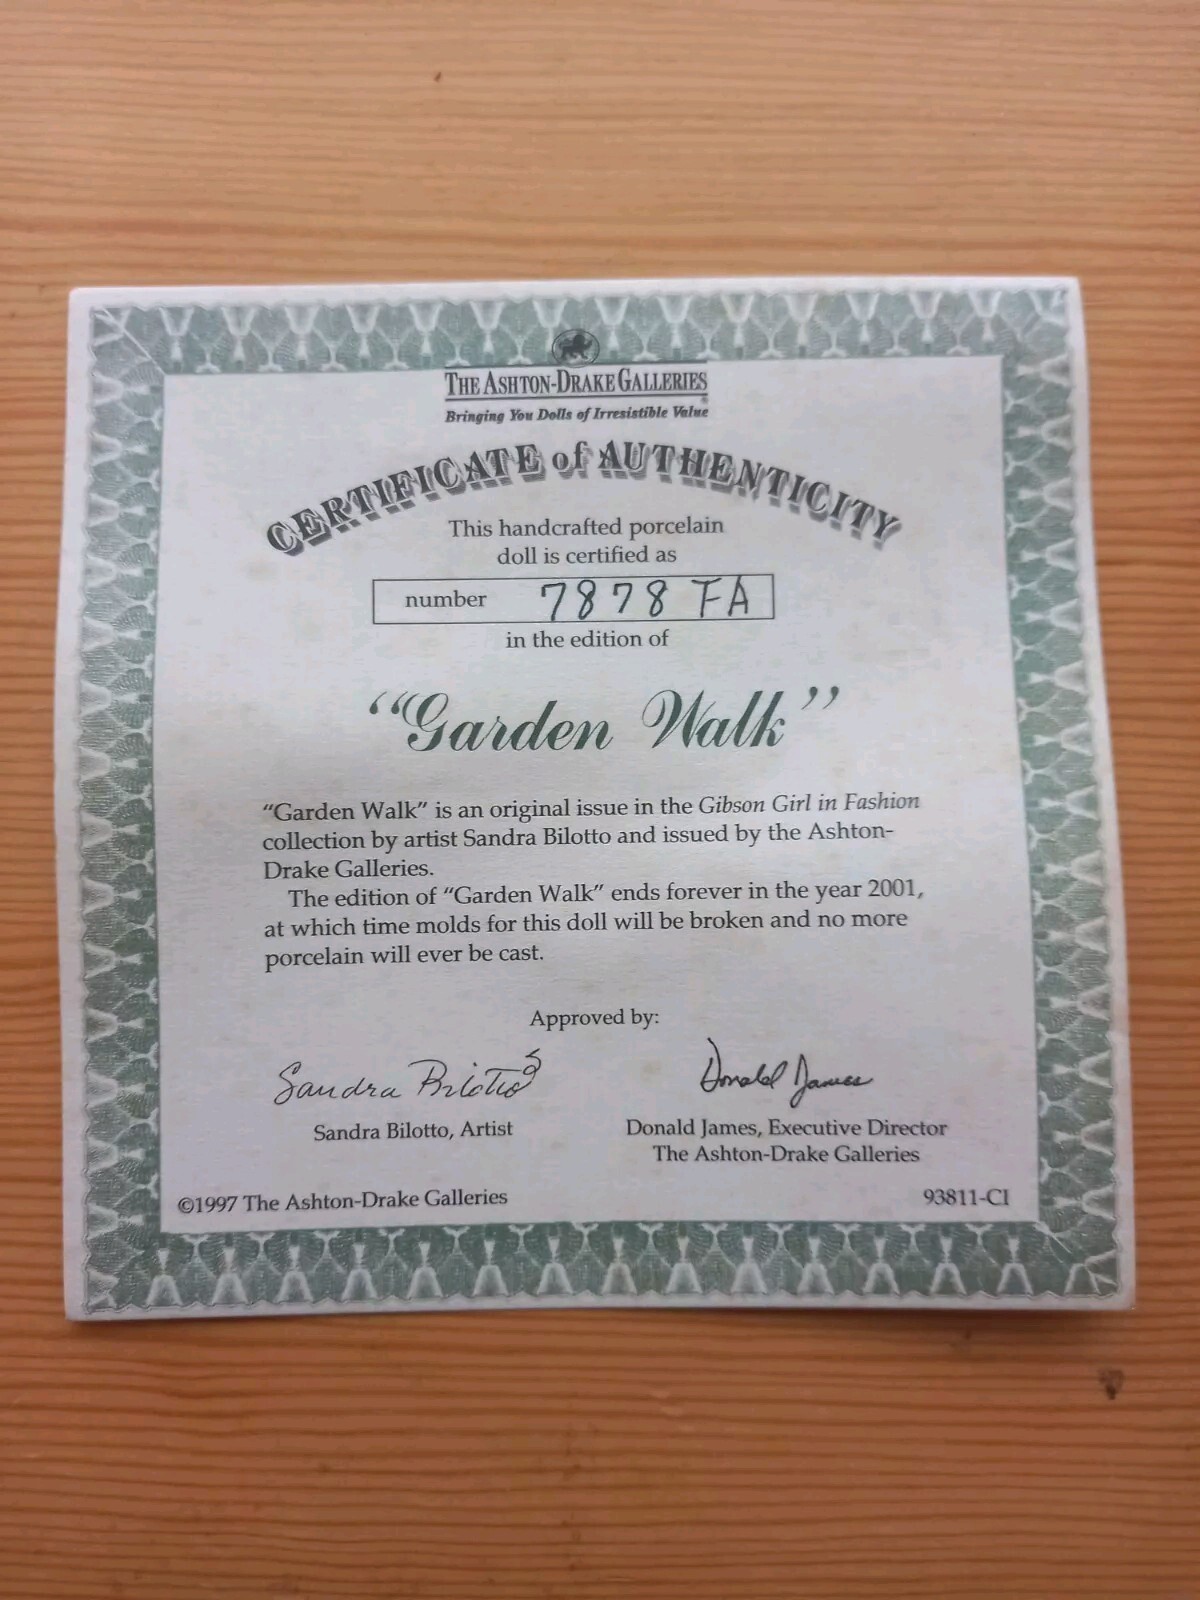 THE ASHTON-DRAKE GALLERIES
Bringing You Dolls of Irresistible Value
CERTIFICATE of AUTHENTICITY
This handcrafted porcelain
doll is certified as
number 7878 FA
in the edition of
“Garden Walk”
“Garden Walk” is an original issue in the Gibson Girl in Fashion
collection by artist Sandra Bilotto and issued by the Ashton-
Drake Galleries.
The edition of “Garden Walk” ends forever in the year 2001,
at which time molds for this doll will be broken and no more
porcelain will ever be cast.
Approved by:
Sandra Bilotto Donald James
Sandra Bilotto, Artist Donald James, Executive Director
The Ashton-Drake Galleries
©1997 The Ashton-Drake Galleries 93811-CI